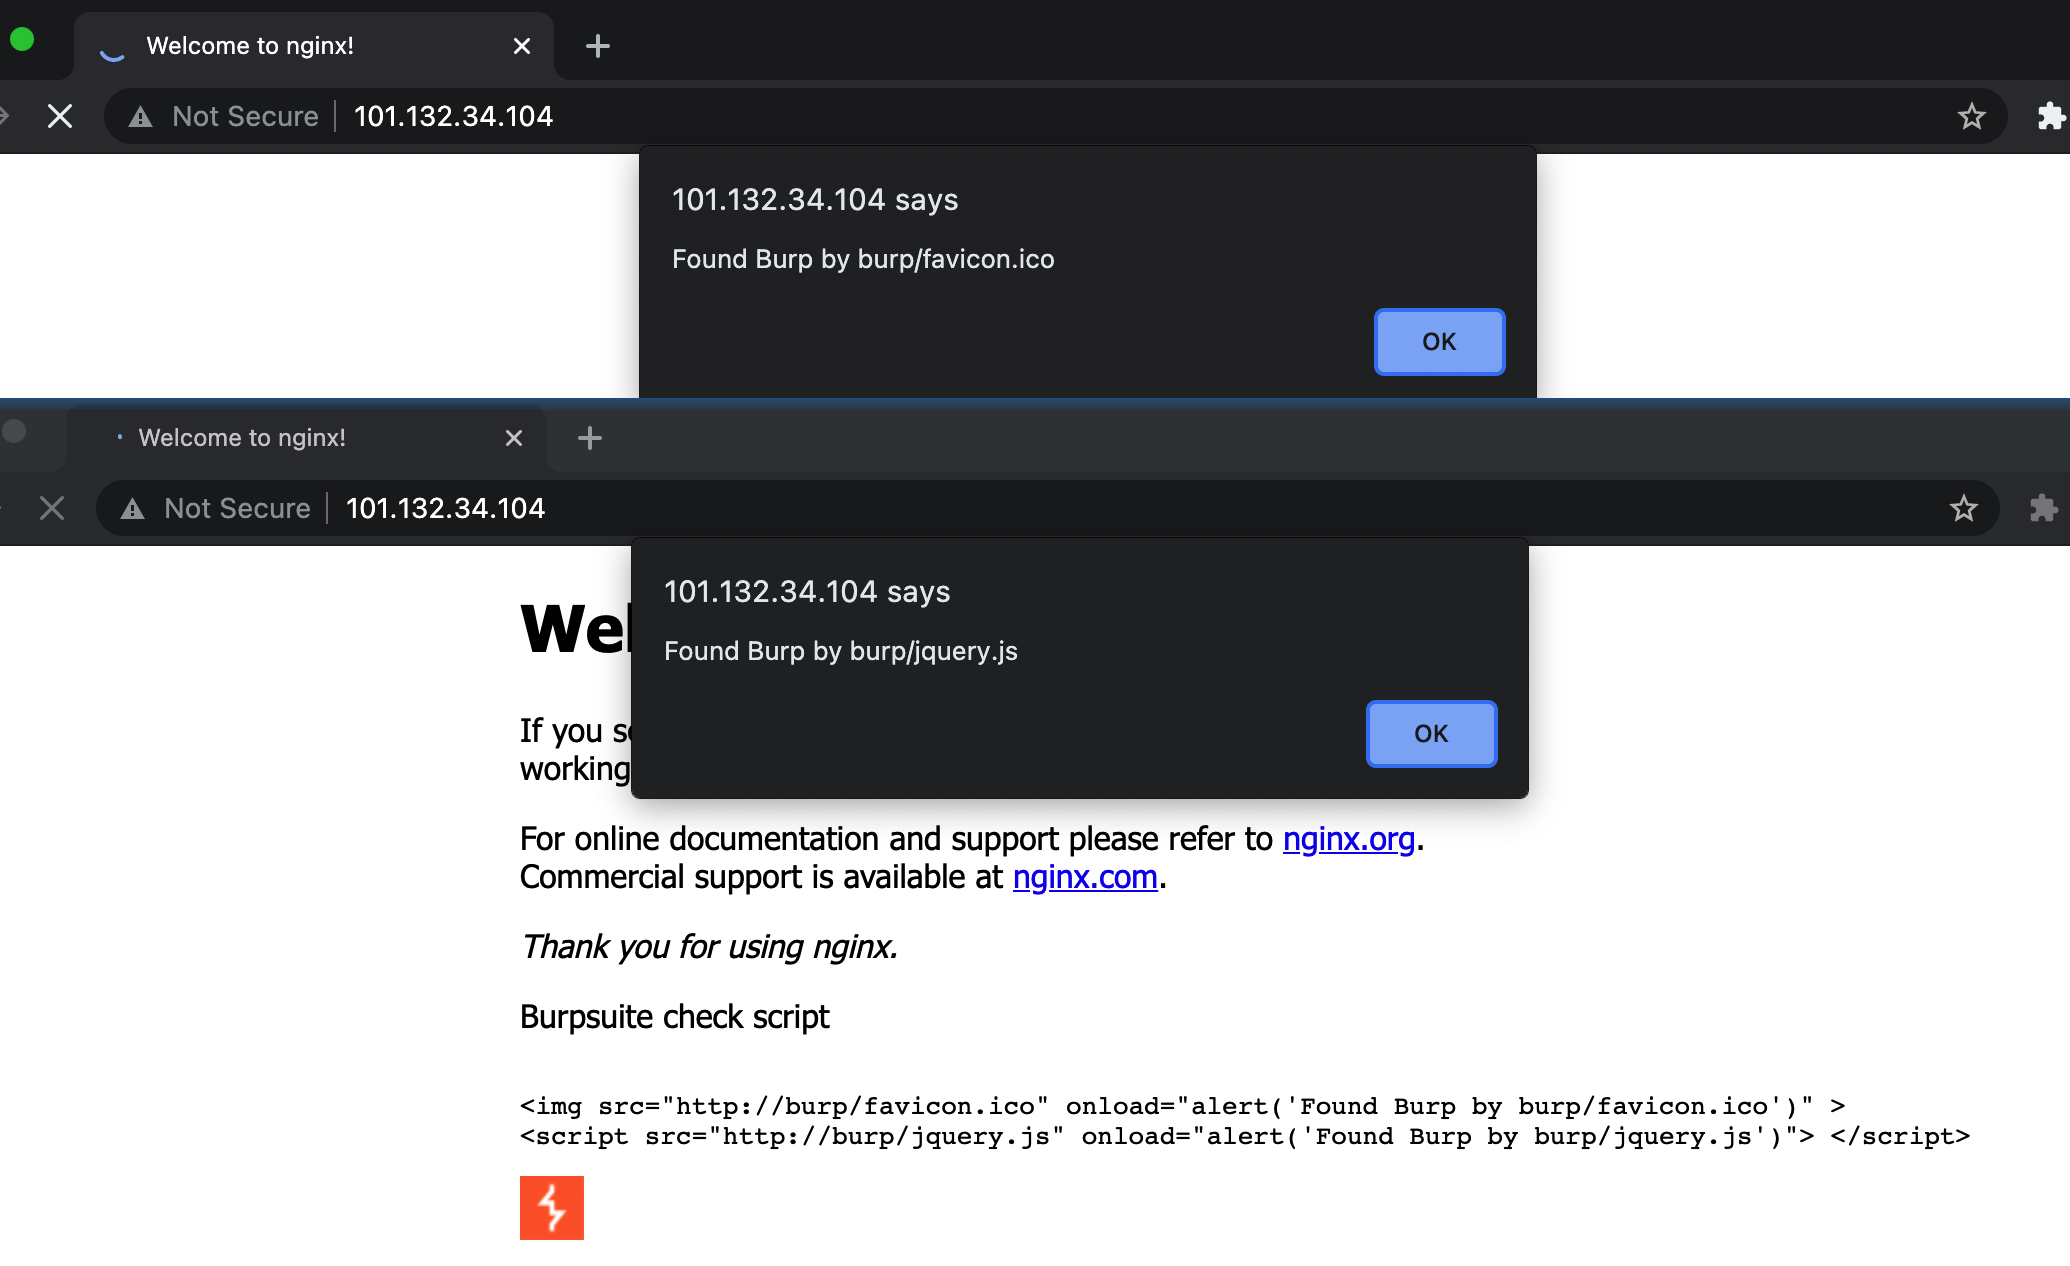 Welcome to nginx!
Not Secure
101.132.34.104
101.132.34.104 says
Found Burp by burp/favicon.ico
OK
Welcome to nginx!
Not Secure
101.132.34.104
101.132.34.104 says
Found Burp by burp/jquery.js
OK
If you
working
For online documentation and support please refer to nginx.org.
Commercial support is available at nginx.com.
Thank you for using nginx.
Burpsuite check script
<img src="http://burp/favicon.ico" onload="alert('Found Burp by burp/favicon.ico')" >
<script src="http://burp/jquery.js" onload="alert('Found Burp by burp/jquery.js')"> </script>